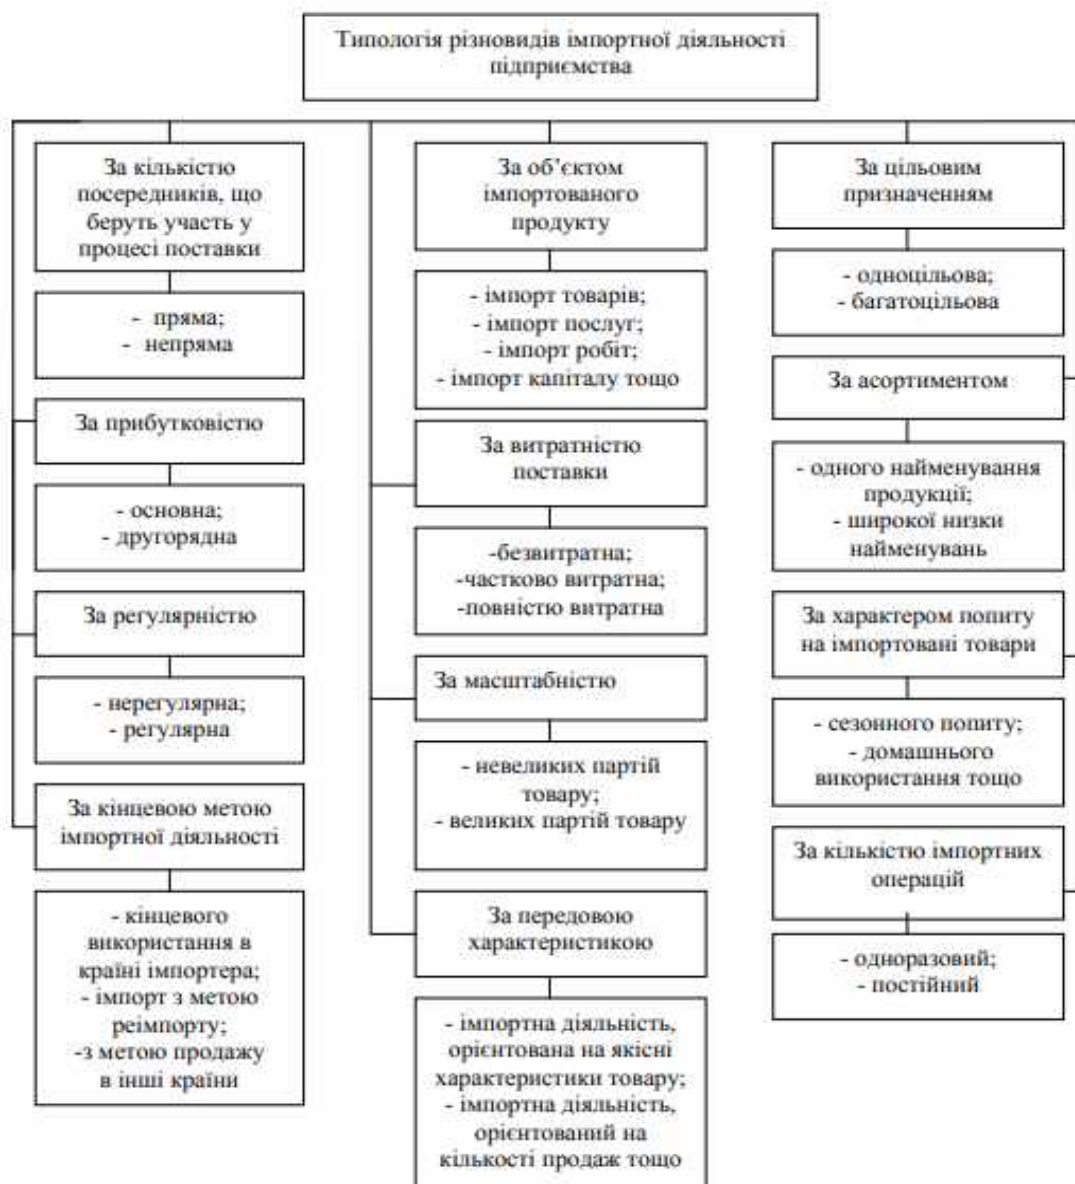 Типологія різновидів імпортної діяльності
підприємства
За кількістю
посередників, що
беруть участь у
процесі поставки
- пряма;
- непряма
За прибутковістю
- основна;
- другорядна
За регулярністю
- нерегулярна;
- регулярна
За кінцевою метою
імпортної діяльності
- кінцевого
використання в
країні імпортера;
- імпорт з метою
реімпорту;
-з метою продажу
в інші країни
За об’єктом
імпортованого
продукту
- імпорт товарів;
- імпорт послуг;
- імпорт робіт;
- імпорт капіталу тощо
За витратністю
поставки
-безвитратна;
-частково витратна;
-повністю витратна
За масштабністю
- невеликих партій
товару;
- великих партій товару
За передовою
характеристикою
- імпортна діяльність,
орієнтована на якісні
характеристики товару;
- імпортна діяльність,
орієнтований на
кількості продаж тощо
За цільовим
призначенням
- одноцільова;
- багатоцільова
За асортиментом
- одного найменування
продукції;
- широкої низки
найменувань
За характером попиту
на імпортовані товари
- сезонного попиту;
- домашнього
використання тощо
За кількістю імпортних
операцій
- одноразовий;
- постійний